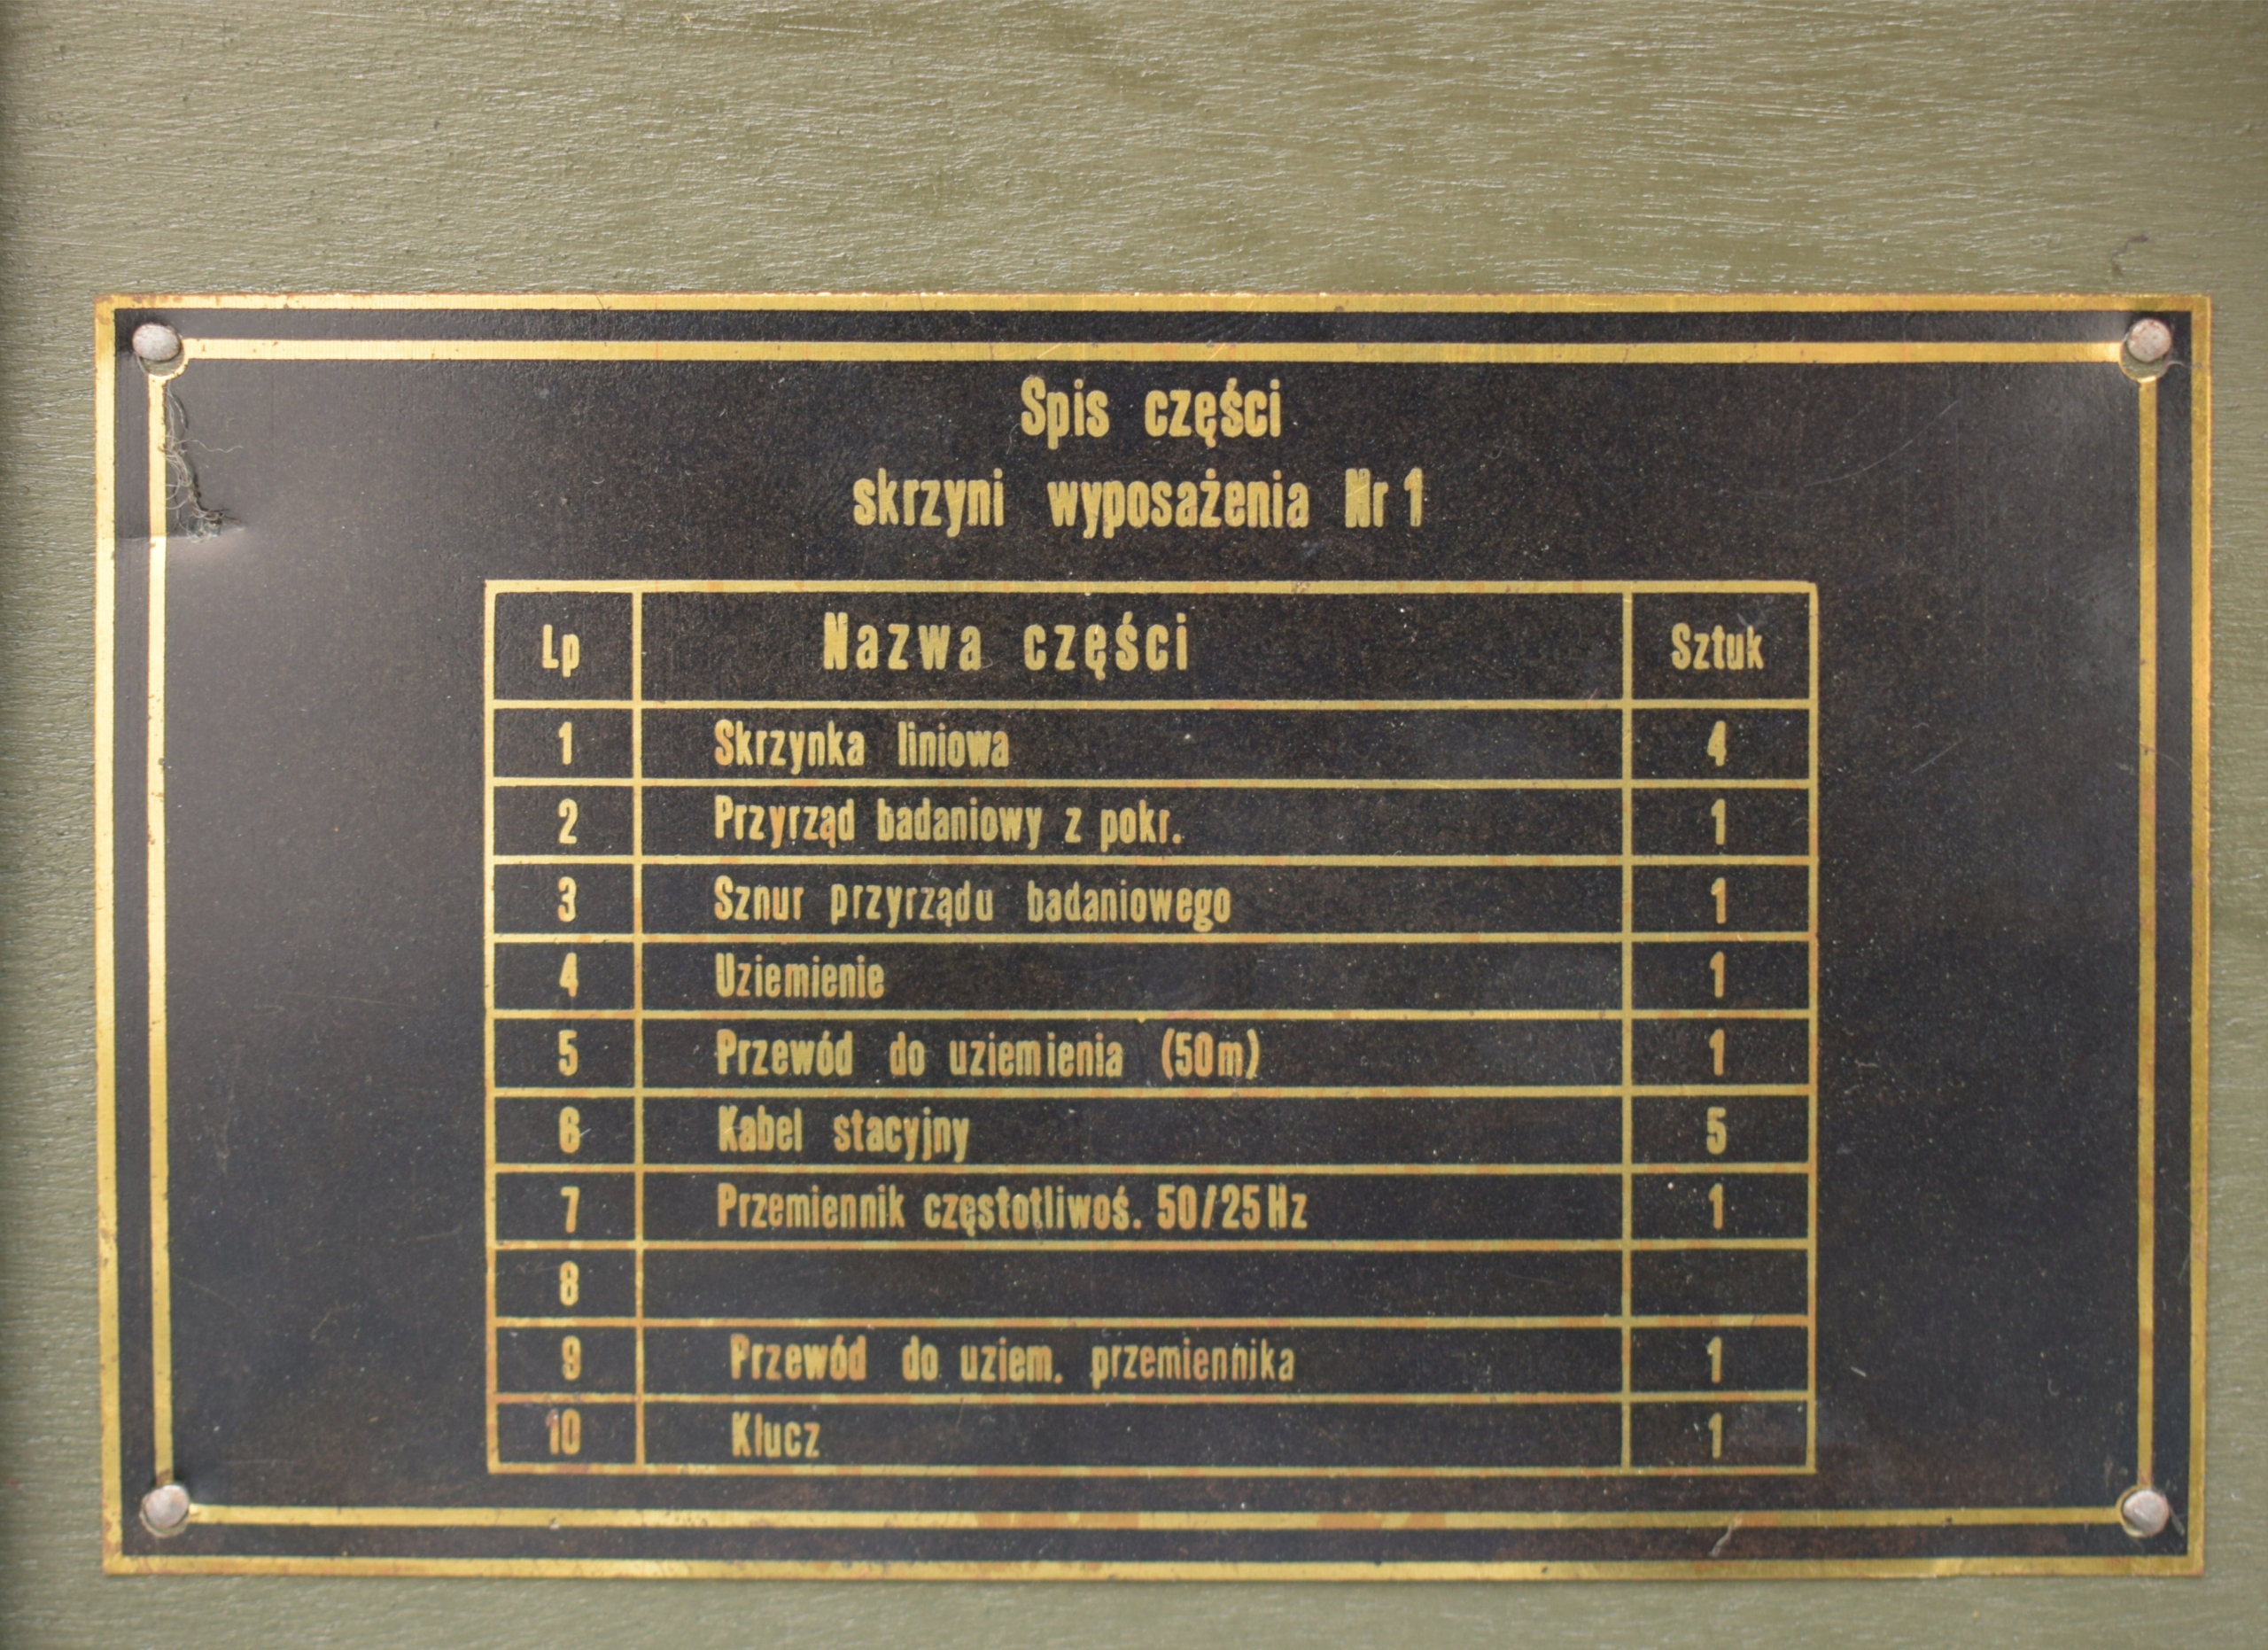 Spis części
skrzyni wyposażenia Nr 1
Lp Nazwa części Sztuk
1 Skrzynka liniowa 4
2 Przyrząd badaniowy z pokr. 1
3 Sznur przyrządu badaniowego 1
4 Uziemienie 1
5 Przewód do uziemienia (50m) 1
6 Kabel stacyjny 5
7 Przemiennik częstotliwoś. 50/25Hz 1
8
9 Przewód do uziem. przemiennika 1
10 Klucz 1